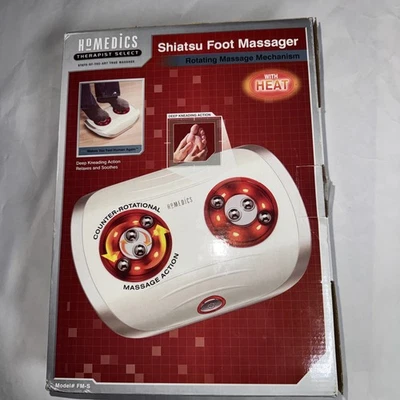 HOMEDICS
THERAPIST SELECT
Shiatsu Foot Massager
Rotating Massage Mechanism
WITH
HEAT
DEEP KNEADING ACTION
Deep Kneading Action
Relaxes and Soothes
HOMEDICS
COUNTER-ROTATIONAL
MASSAGE ACTION
Model# FM-S